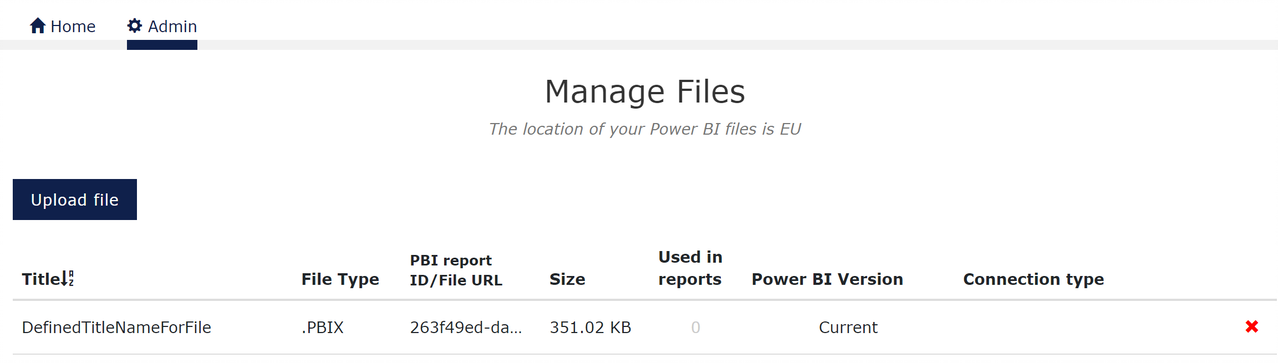 Home Admin
Manage Files
The location of your Power BI files is EU
Upload file
Title File Type PBI report ID/File URL Size Used in reports Power BI Version Connection type
DefinedTitleNameForFile .PBIX 263f49ed-da... 351.02 KB 0 Current